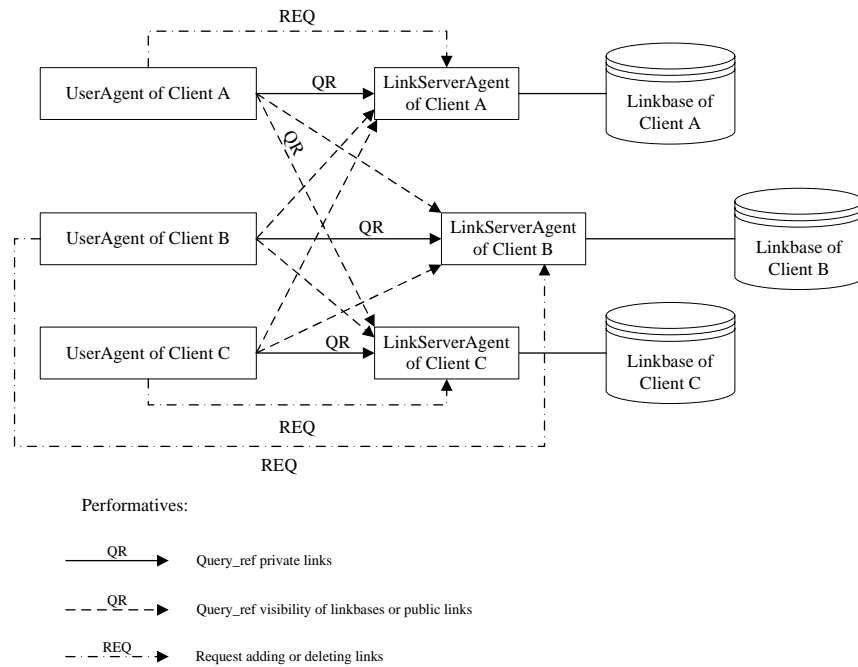 REQ
UserAgent of Client A
QR
LinkServerAgent
of Client A
Linkbase of
Client A
QR
UserAgent of Client B
QR
LinkServerAgent
of Client B
Linkbase of
Client B
UserAgent of Client C
QR
LinkServerAgent
of Client C
Linkbase of
Client C
REQ
REQ
Performatives:
QR
Query_ref private links
QR
Query_ref visibility of linkbases or public links
REQ
Request adding or deleting links